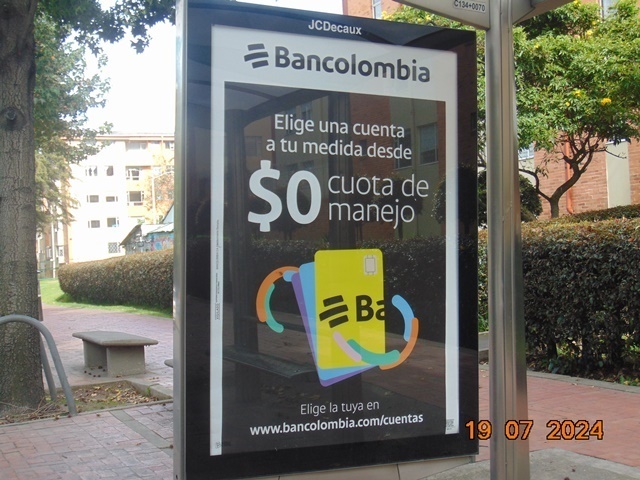 C134+0070
JCDecaux
Bancolombia
Elige una cuenta
a tu medida desde
$0 cuota de
manejo
Ba
Elige la tuya en
www.bancolombia.com/cuentas
19 07 2024